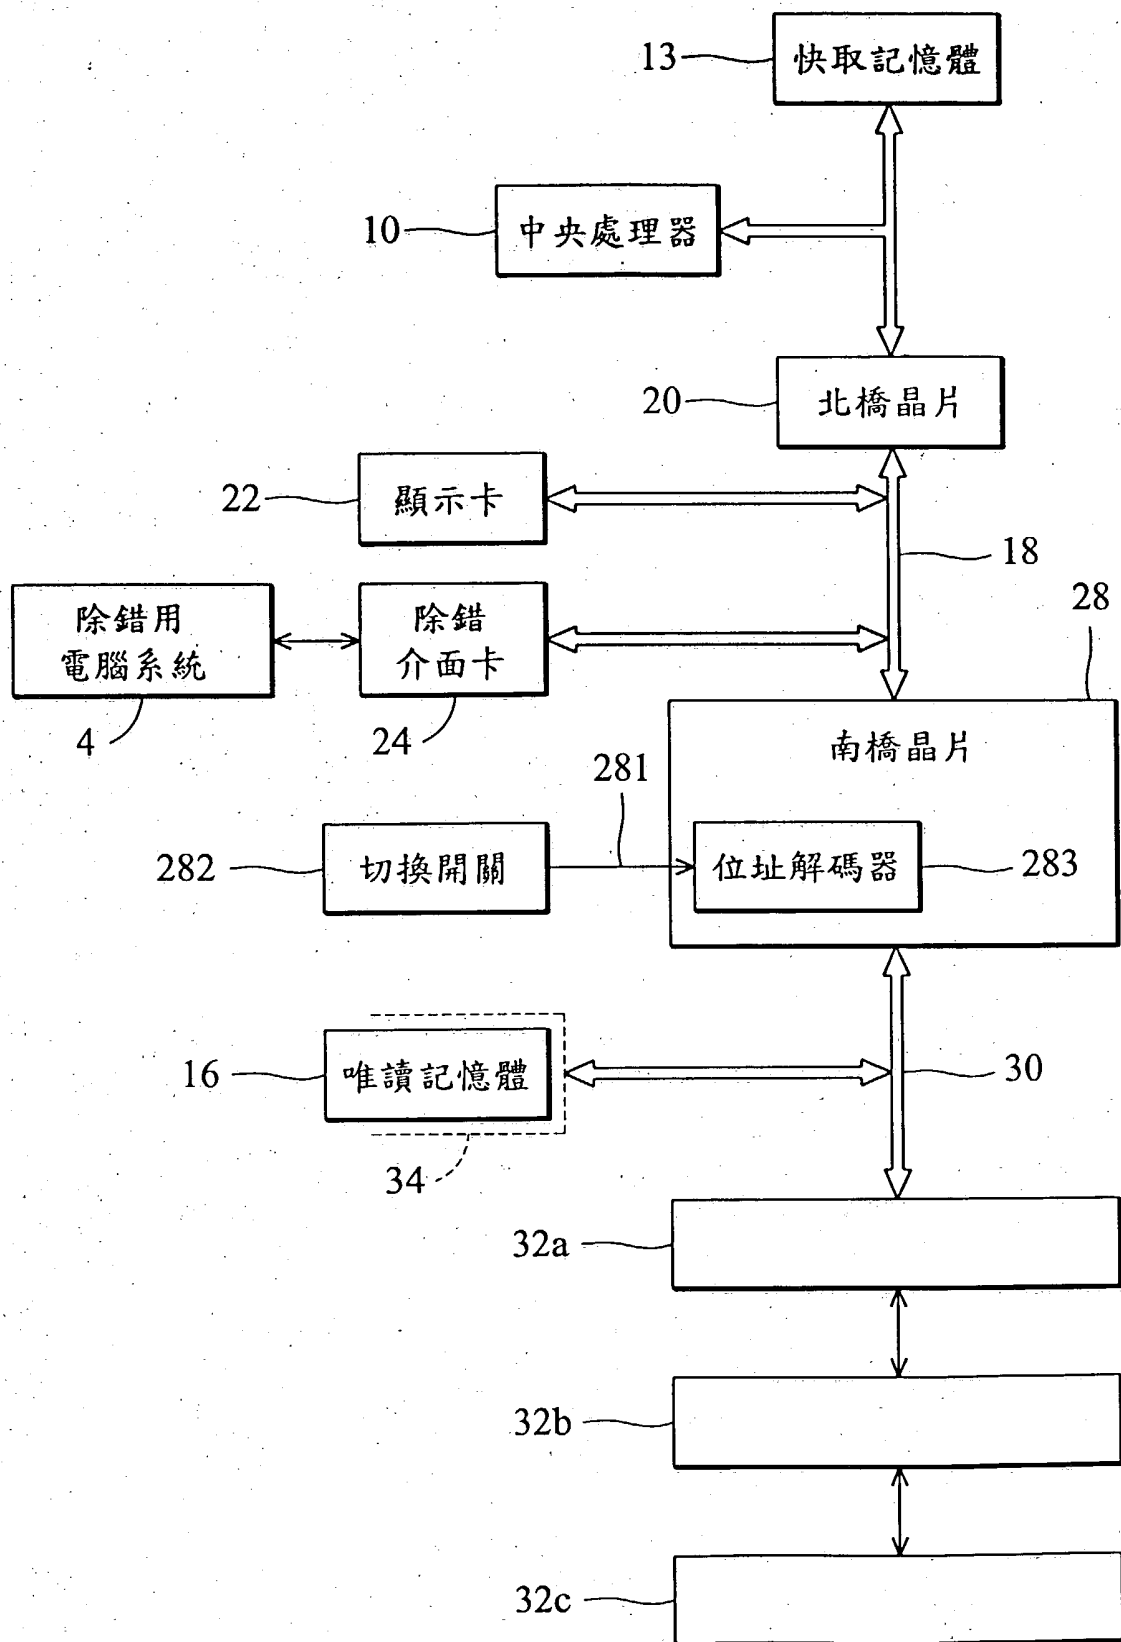 13
快取記憶體
10
中央處理器
20
北橋晶片
22
顯示卡
18
28
除錯用
電腦系統
除錯
介面卡
4
24
南橋晶片
281
282
切換開關
位址解碼器
283
16
唯讀記憶體
30
34
32a
32b
32c